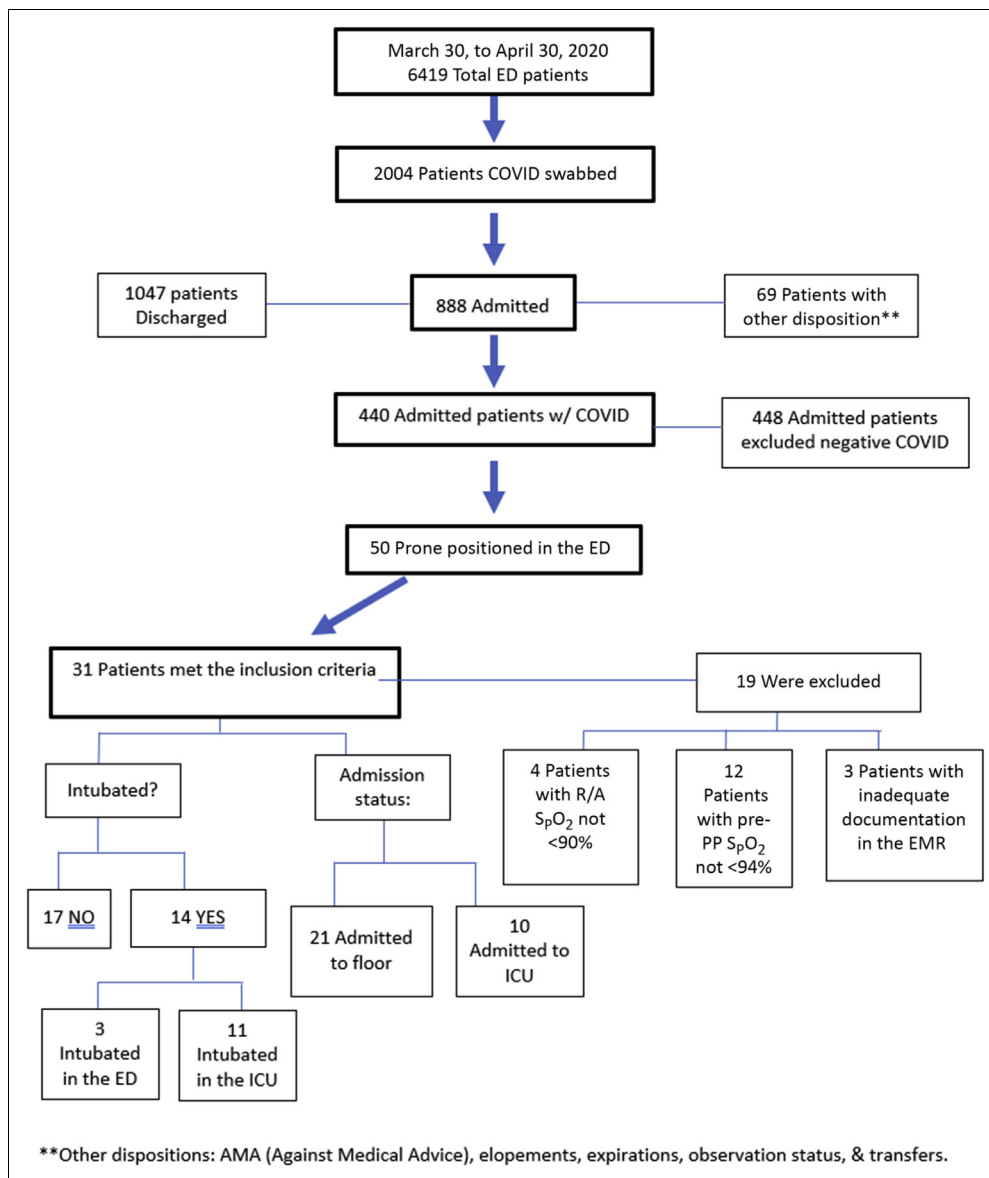 March 30, to April 30, 2020
6419 Total ED patients
2004 Patients COVID swabbed
1047 patients
Discharged
888 Admitted
69 Patients with
other disposition**
440 Admitted patients w/ COVID
448 Admitted patients
excluded negative COVID
50 Prone positioned in the ED
31 Patients met the inclusion criteria
19 Were excluded
Intubated?
Admission
status:
4 Patients
with R/A
SPO2 not
<90%
12
Patients
with pre-
PP SPO2
not <94%
3 Patients with
inadequate
documentation
in the EMR
17 NO
14 YES
21 Admitted
to floor
10
Admitted to
ICU
3
Intubated
in the ED
11
Intubated
in the ICU
**Other dispositions: AMA (Against Medical Advice), elopements, expirations, observation status, & transfers.